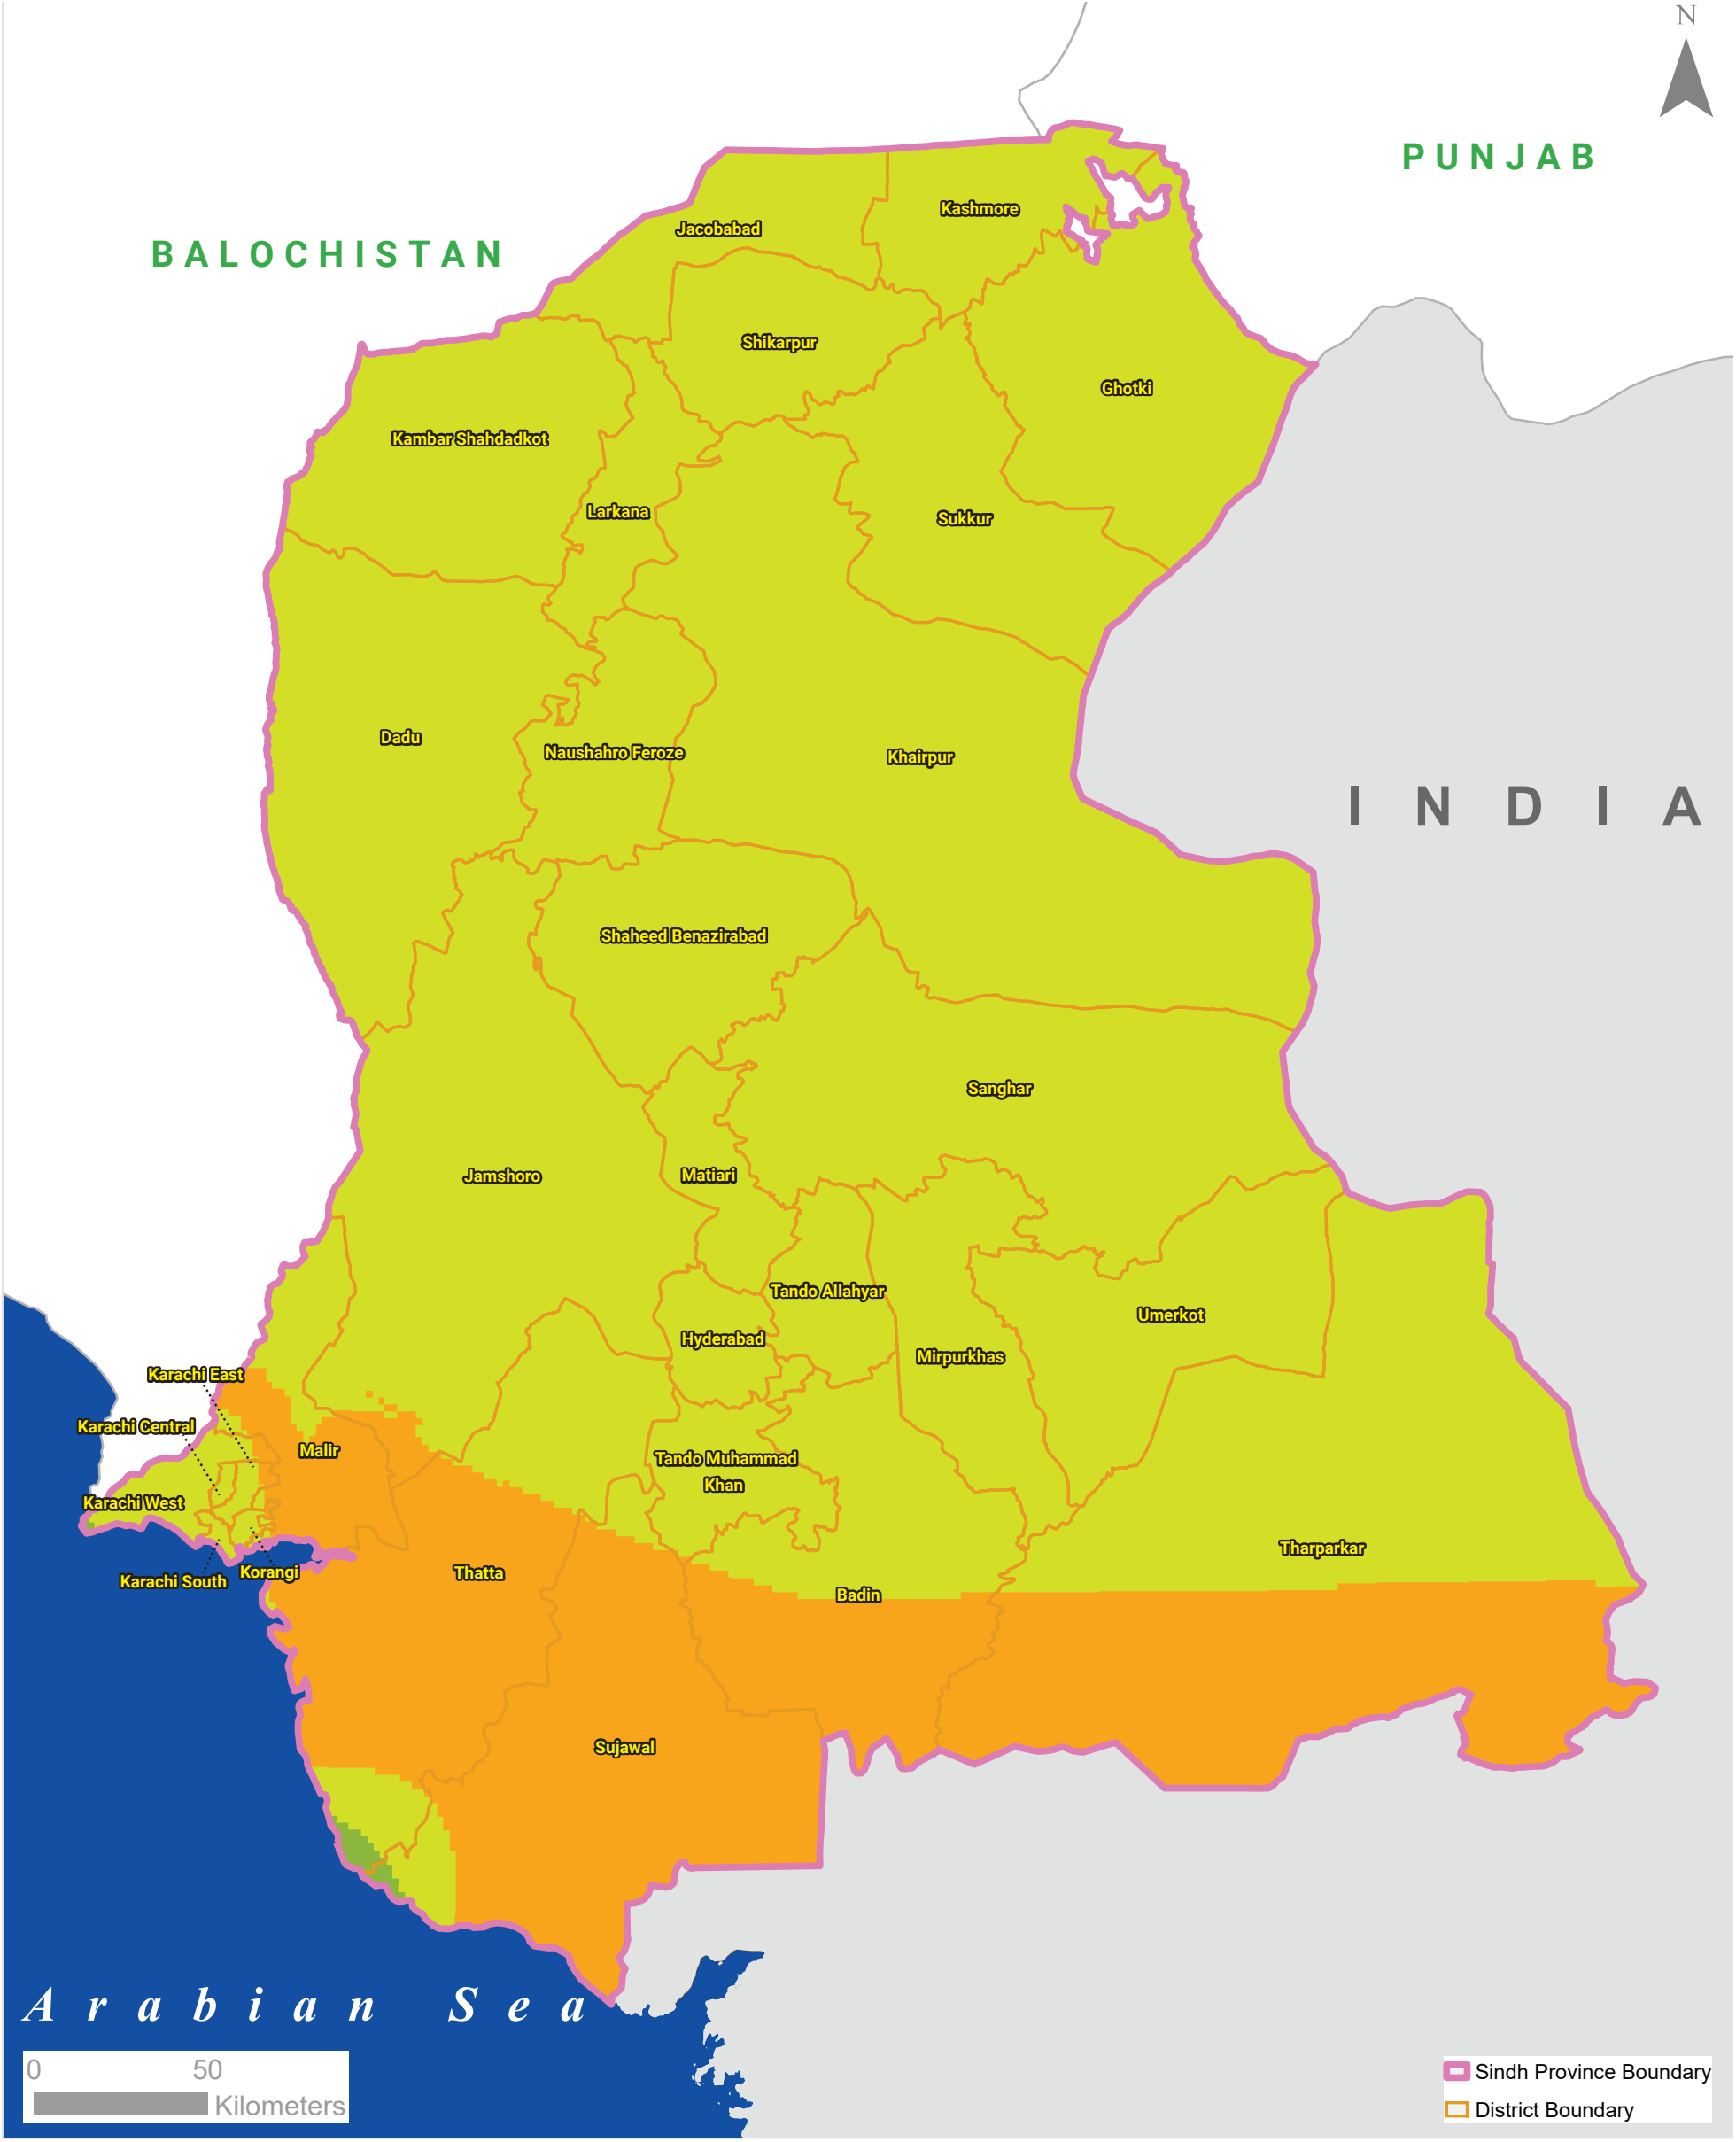 N
PUNJAB
BALOCHISTAN
Kashmore
Jacobabad
Shikarpur
Ghotki
Kambar Shahdadkot
Larkana
Sukkur
Dadu
Naushahro Feroze
Khairpur
INDIA
Shaheed Benazirabad
Sanghar
Jamshoro
Matiari
Tando Allahyar
Umerkot
Hyderabad
Mirpurkhas
Karachi East
Karachi Central
Malir
Tando Muhammad
Khan
Karachi West
Tharparkar
Thatta
Korangi
Karachi South
Badin
Sujawal
Arabian Sea
0 50
Kilometers
Sindh Province Boundary
District Boundary